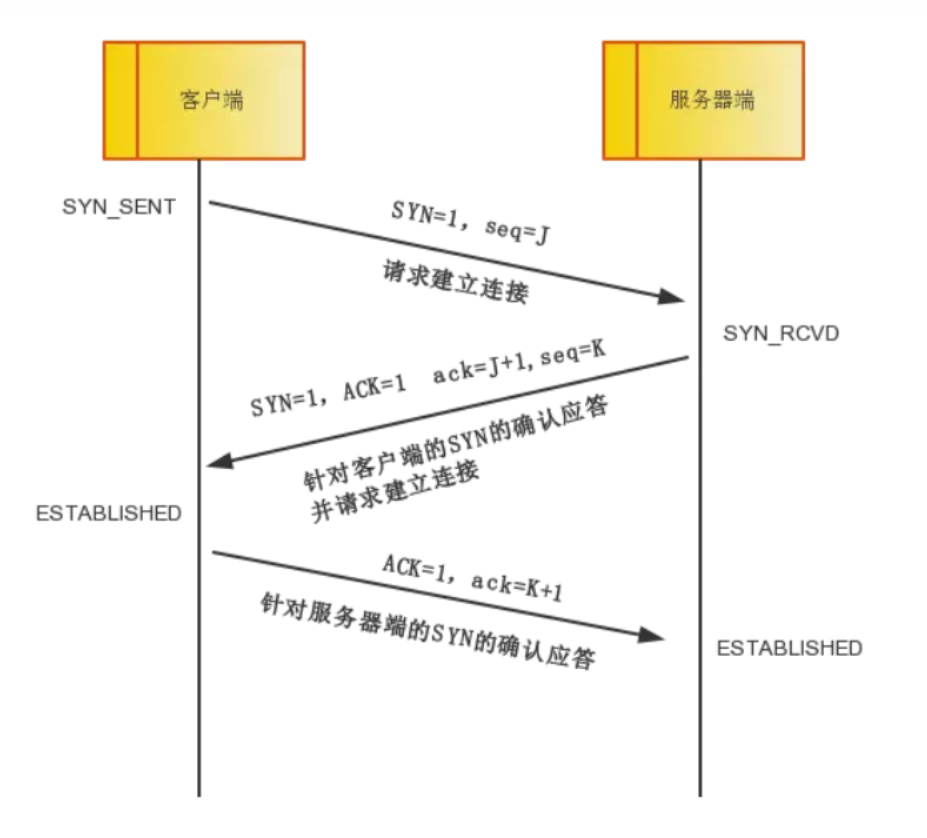 客户端
服务器端
SYN_SENT
SYN=1, seq=J
请求建立连接
SYN_RCVD
SYN=1, ACK=1 ack=J+1,seq=K
针对客户端的SYN的确认应答
并请求建立连接
ESTABLISHED
ACK=1, ack=K+1
针对服务器端的SYN的确认应答
ESTABLISHED